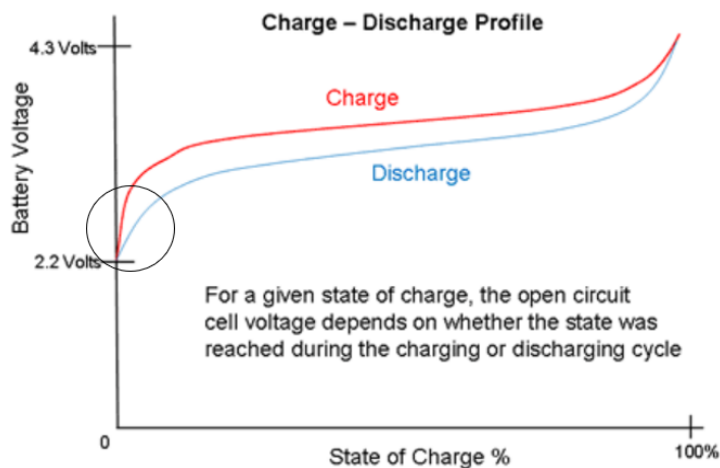 Charge – Discharge Profile
4.3 Volts
Battery Voltage
Charge
Discharge
2.2 Volts
For a given state of charge, the open circuit
cell voltage depends on whether the state was
reached during the charging or discharging cycle
0
State of Charge %
100%